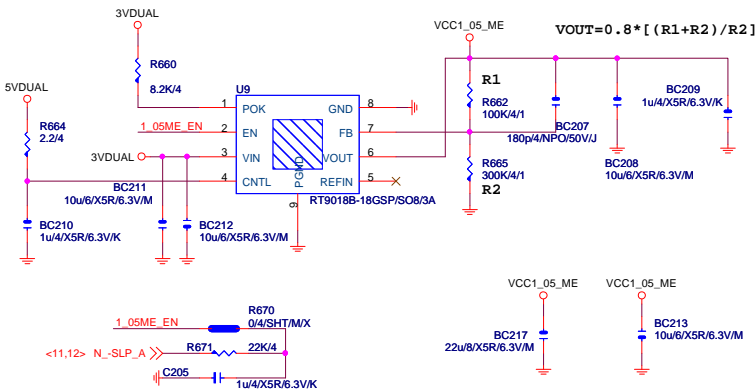 3VDUAL
VCC1_05_ME
VOUT=0.8*[(R1+R2)/R2]
R660
8.2K/4
5VDUAL
R664
2.2/4
U9
1
POK
GND
8
1_05ME_EN
2
EN
FB
7
3VDUAL
3
VIN
VOUT
6
4
CNTL
REFIN
5
PGND
9
RT9018B-18GSP/SO8/3A
R1
R662
100K/4/1
R665
300K/4/1
R2
BC207
180p/4/NPO/50V/J
BC208
10u/6/X5R/6.3V/M
BC209
1u/4/X5R/6.3V/K
BC211
10u/6/X5R/6.3V/M
BC210
1u/4/X5R/6.3V/K
BC212
10u/6/X5R/6.3V/M
1_05ME_EN
R670
0/4/SHT/M/X
<11,12> N_-SLP_A
R671
22K/4
C205
1u/4/X5R/6.3V/K
VCC1_05_ME
BC217
22u/8/X5R/6.3V/M
VCC1_05_ME
BC213
10u/6/X5R/6.3V/M